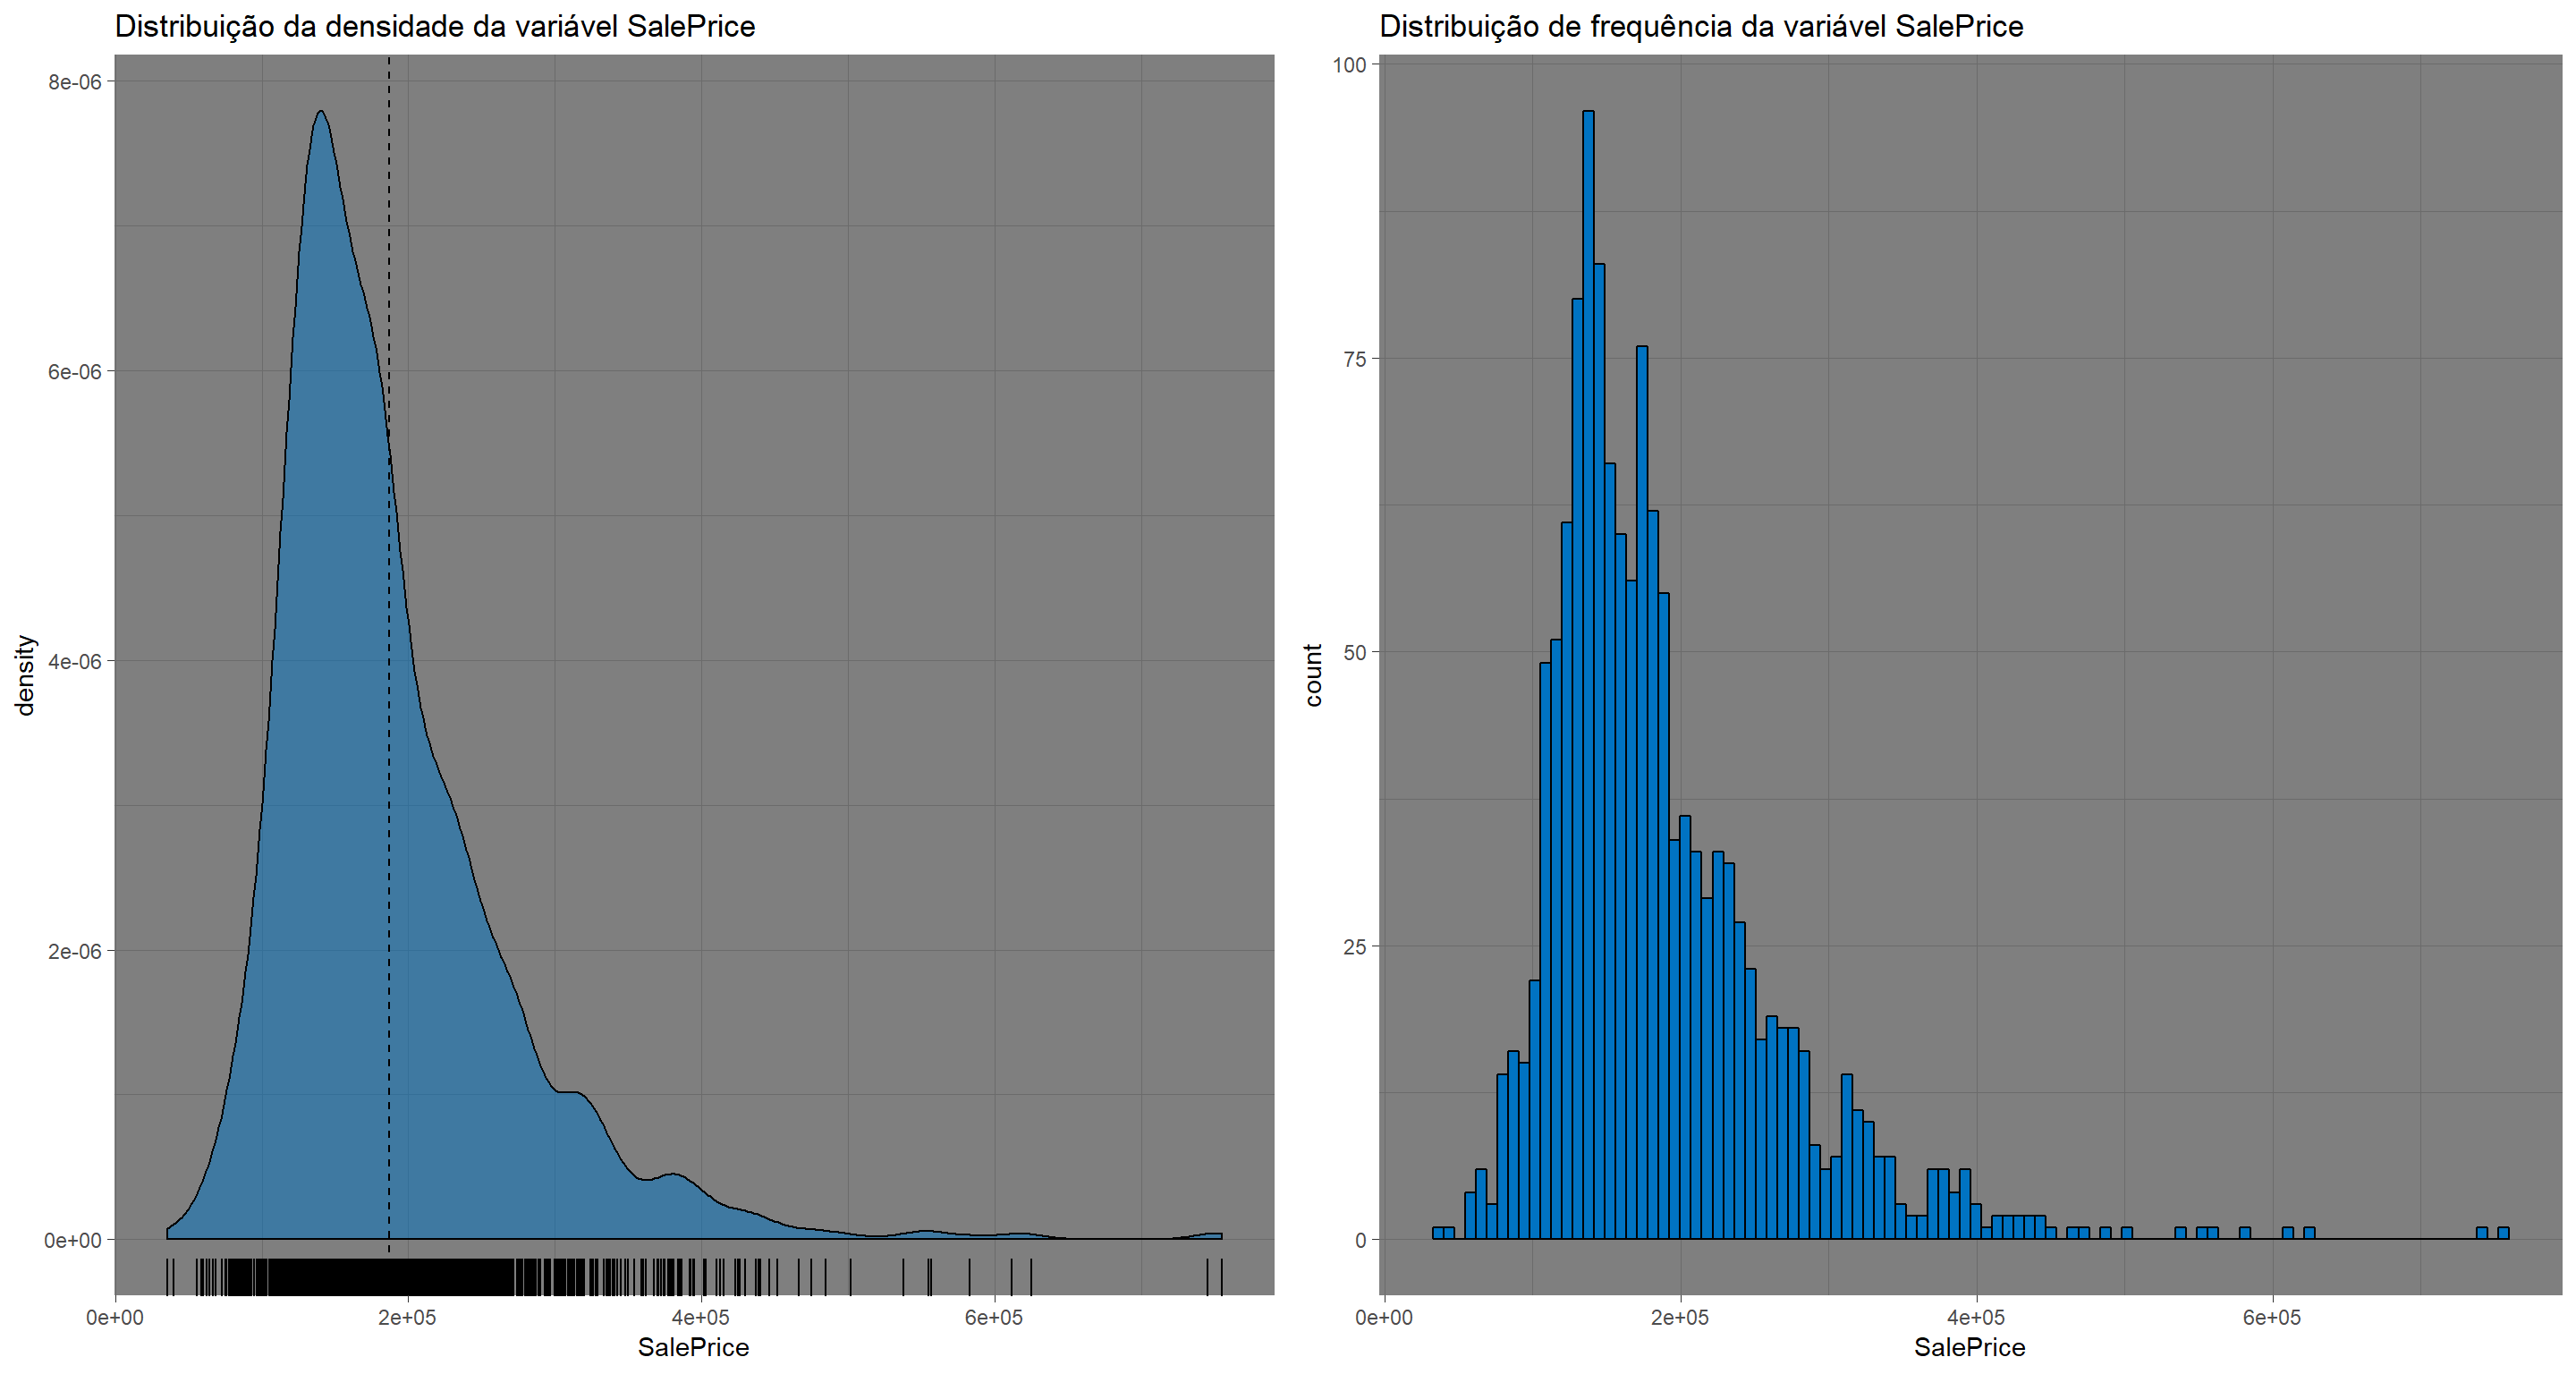 Distribuição da densidade da variável SalePrice
8e-06
6e-06
4e-06
2e-06
0e+00
density
0e+00 2e+05 4e+05 6e+05
SalePrice
Distribuição de frequência da variável SalePrice
100
75
50
25
0
count
0e+00 2e+05 4e+05 6e+05
SalePrice